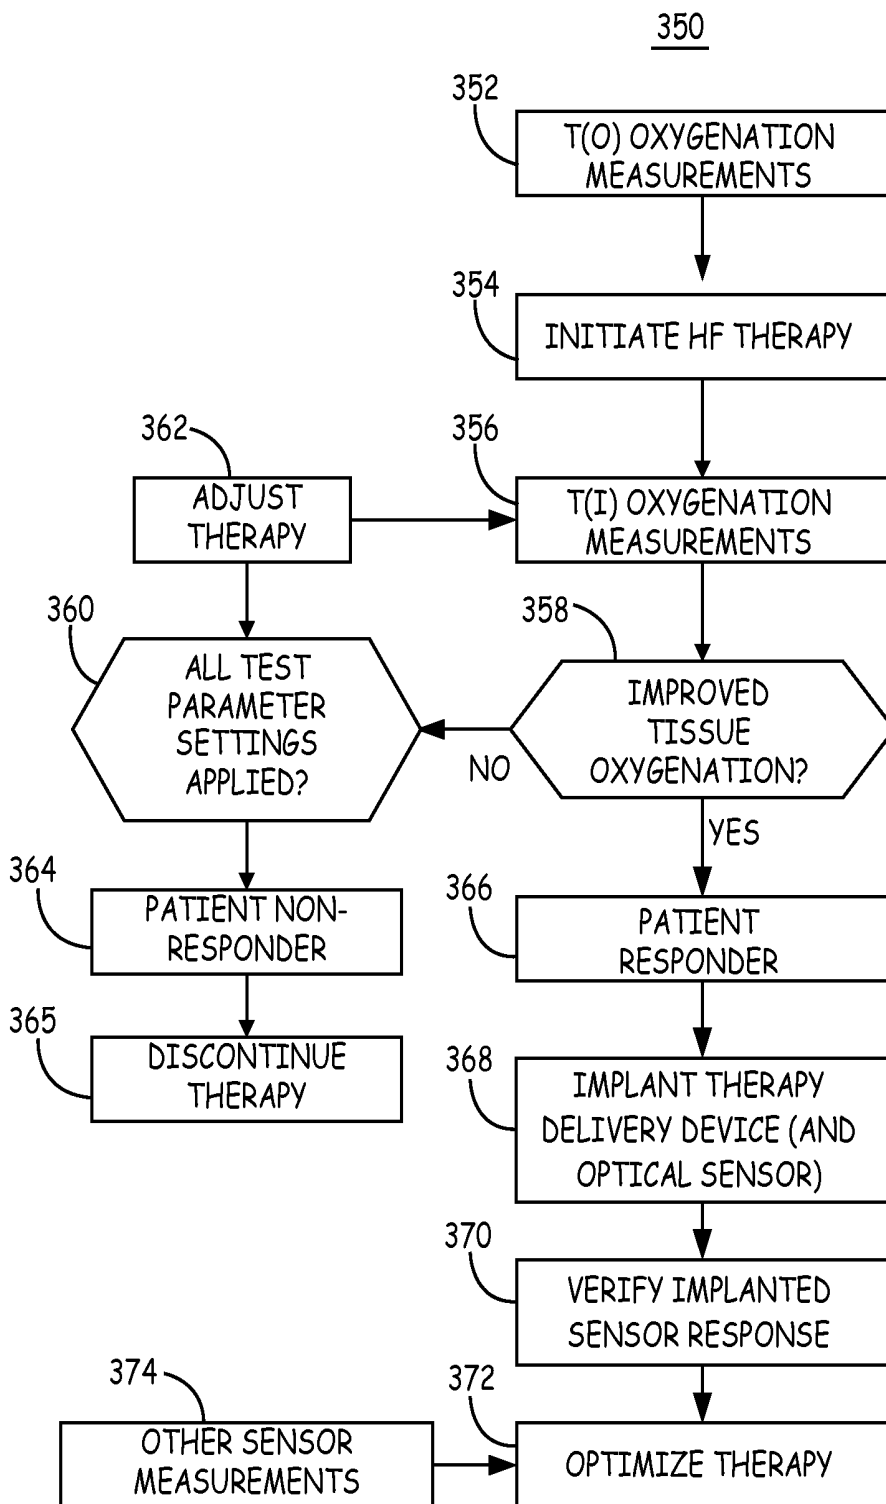 350
352
T(O) OXYGENATION
MEASUREMENTS
354
INITIATE HF THERAPY
362
ADJUST
THERAPY
356
T(I) OXYGENATION
MEASUREMENTS
360
ALL TEST
PARAMETER
SETTINGS
APPLIED?
358
IMPROVED
TISSUE
OXYGENATION?
NO
YES
364
PATIENT NON-
RESPONDER
366
PATIENT
RESPONDER
365
DISCONTINUE
THERAPY
368
IMPLANT THERAPY
DELIVERY DEVICE (AND
OPTICAL SENSOR)
370
VERIFY IMPLANTED
SENSOR RESPONSE
374
OTHER SENSOR
MEASUREMENTS
372
OPTIMIZE THERAPY